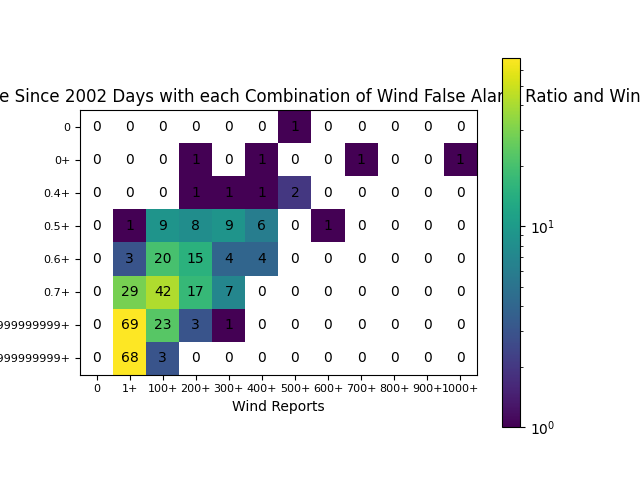 e Since 2002 Days with each Combination of Wind False Alarm Ratio and Win
0 0 0 0 0 0 0 1 0 0 0 0 0
0+ 0 0 0 1 0 1 0 0 1 0 0 1
0.4+ 0 0 0 1 1 1 2 0 0 0 0 0
0.5+ 0 1 9 8 9 6 0 1 0 0 0 0
0.6+ 0 3 20 15 4 4 0 0 0 0 0 0
0.7+ 0 29 42 17 7 0 0 0 0 0 0 0
999999999+ 0 69 23 3 1 0 0 0 0 0 0 0
999999999+ 0 68 3 0 0 0 0 0 0 0 0 0
0 1+ 100+ 200+ 300+ 400+ 500+ 600+ 700+ 800+ 900+ 1000+
Wind Reports
10¹
10⁰